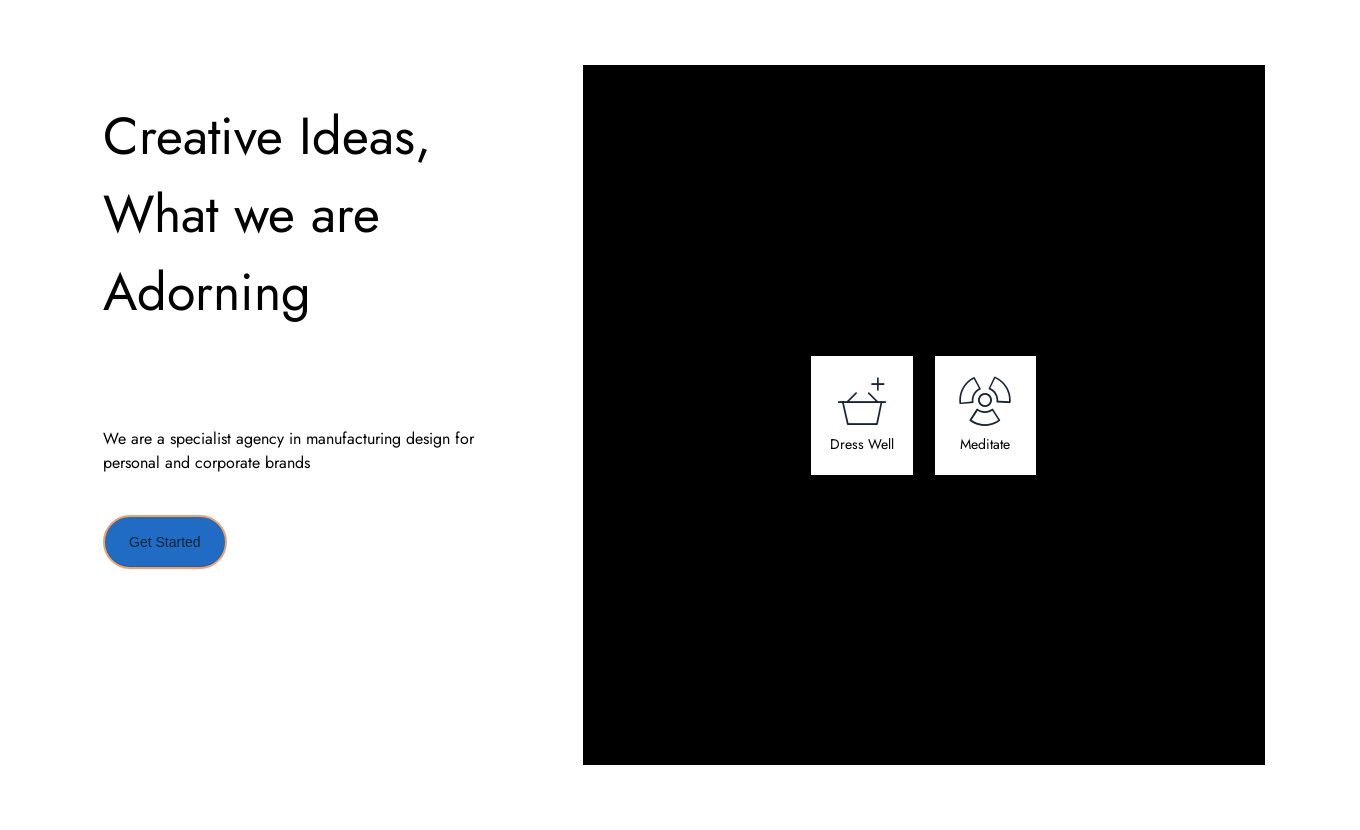 Creative Ideas,
What we are
Adorning
We are a specialist agency in manufacturing design for
personal and corporate brands
Get Started
Dress Well
Meditate